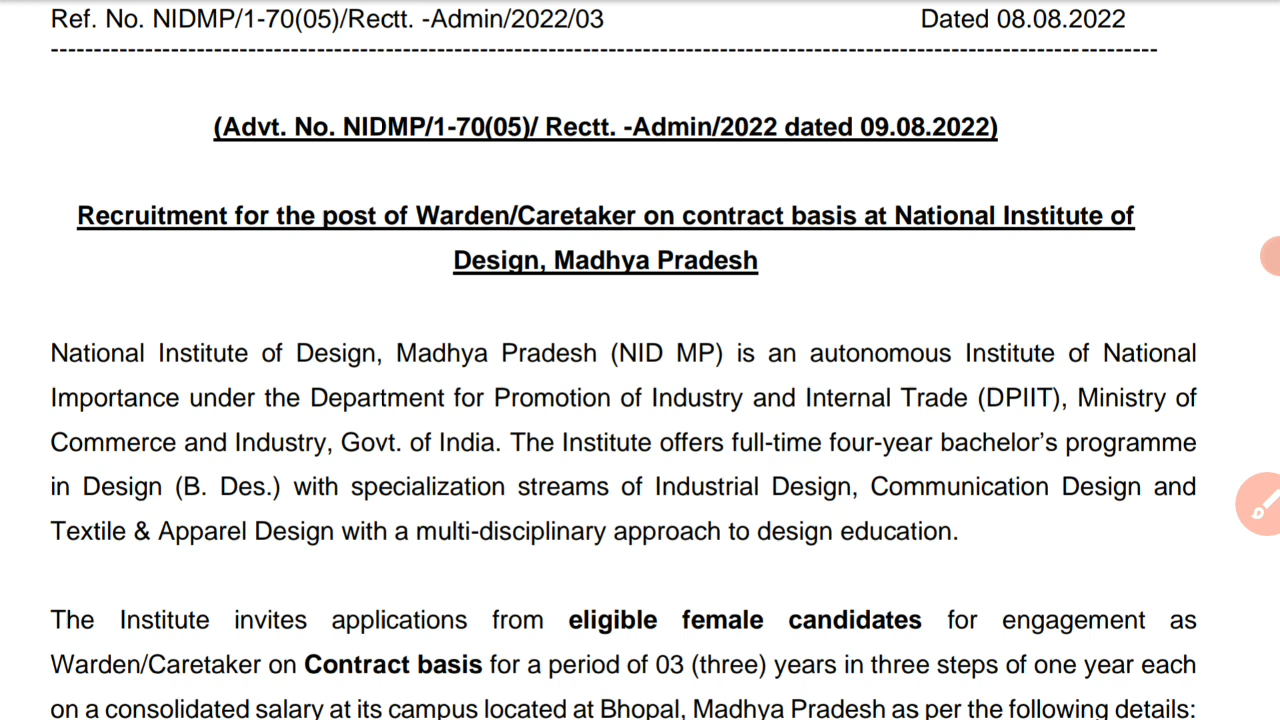 Ref. No. NIDMP/1-70(05)/Rectt. -Admin/2022/03 Dated 08.08.2022
(Advt. No. NIDMP/1-70(05)/ Rectt. -Admin/2022 dated 09.08.2022)
Recruitment for the post of Warden/Caretaker on contract basis at National Institute of
Design, Madhya Pradesh
National Institute of Design, Madhya Pradesh (NID MP) is an autonomous Institute of National
Importance under the Department for Promotion of Industry and Internal Trade (DPIIT), Ministry of
Commerce and Industry, Govt. of India. The Institute offers full-time four-year bachelor’s programme
in Design (B. Des.) with specialization streams of Industrial Design, Communication Design and
Textile & Apparel Design with a multi-disciplinary approach to design education.
The Institute invites applications from eligible female candidates for engagement as
Warden/Caretaker on Contract basis for a period of 03 (three) years in three steps of one year each
on a consolidated salary at its campus located at Bhopal, Madhya Pradesh as per the following details: